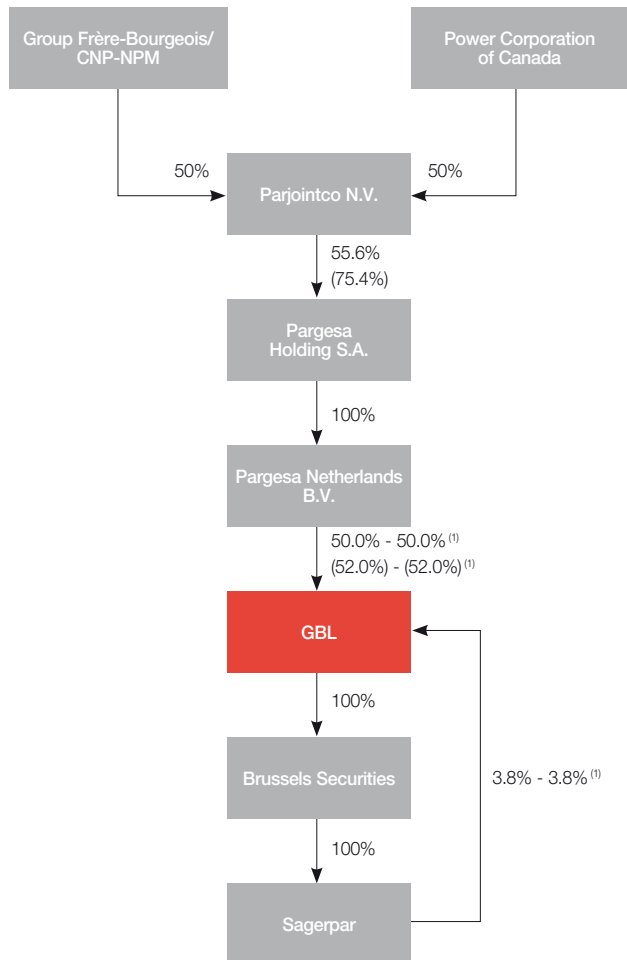 Group Frère-Bourgeois/
CNP-NPM
Power Corporation
of Canada
50%
50%
Parjointco N.V.
55.6%
(75.4%)
Pargesa
Holding S.A.
100%
Pargesa Netherlands
B.V.
50.0% - 50.0% (1)
(52.0%) - (52.0%) (1)
GBL
100%
Brussels Securities
3.8% - 3.8% (1)
100%
Sagerpar